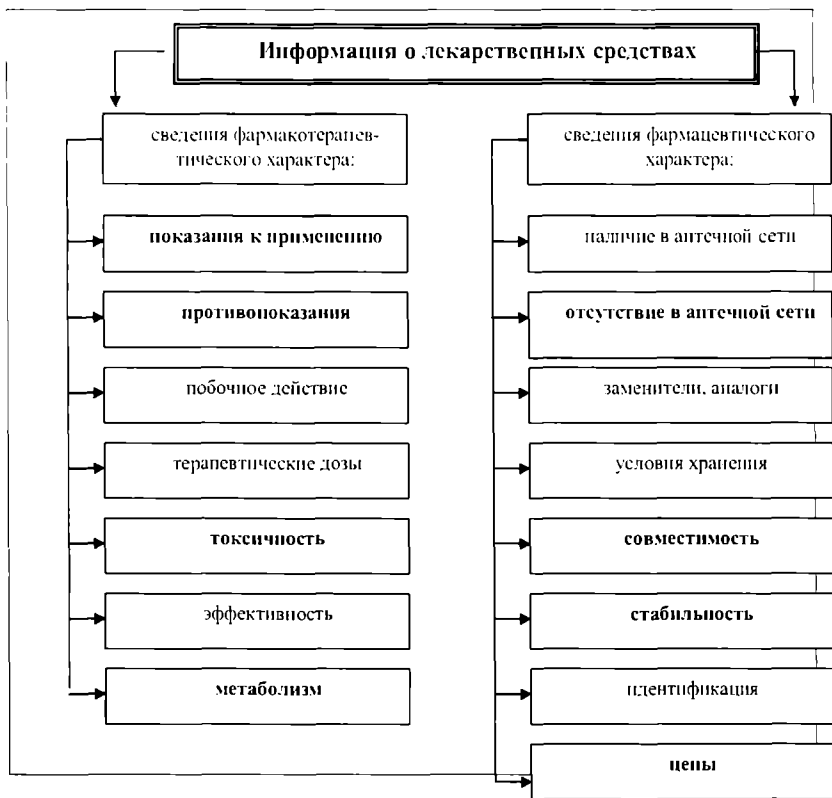 Информация о лекарственных средствах
сведения фармакотерапев-
тического характера:
показания к применению
противопоказания
побочное действие
терапевтические дозы
токсичность
эффективность
метаболизм
сведения фармацевтического
характера:
наличие в аптечной сети
отсутствие в аптечной сети
заменители, аналоги
условия хранения
совместимость
стабильность
идентификация
цены